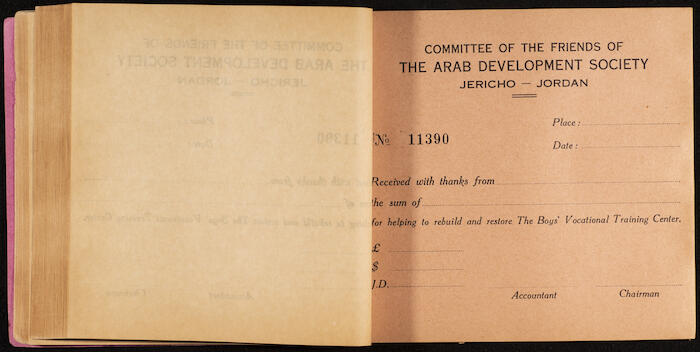 COMMITTEE OF THE FRIENDS OF
THE ARAB DEVELOPMENT SOCIETY
JERICHO — JORDAN
Place :
№ 11390
Date :
Received with thanks from
the sum of
for helping to rebuild and restore The Boys' Vocational Training Center.
£
$
J.D.
Accountant Chairman